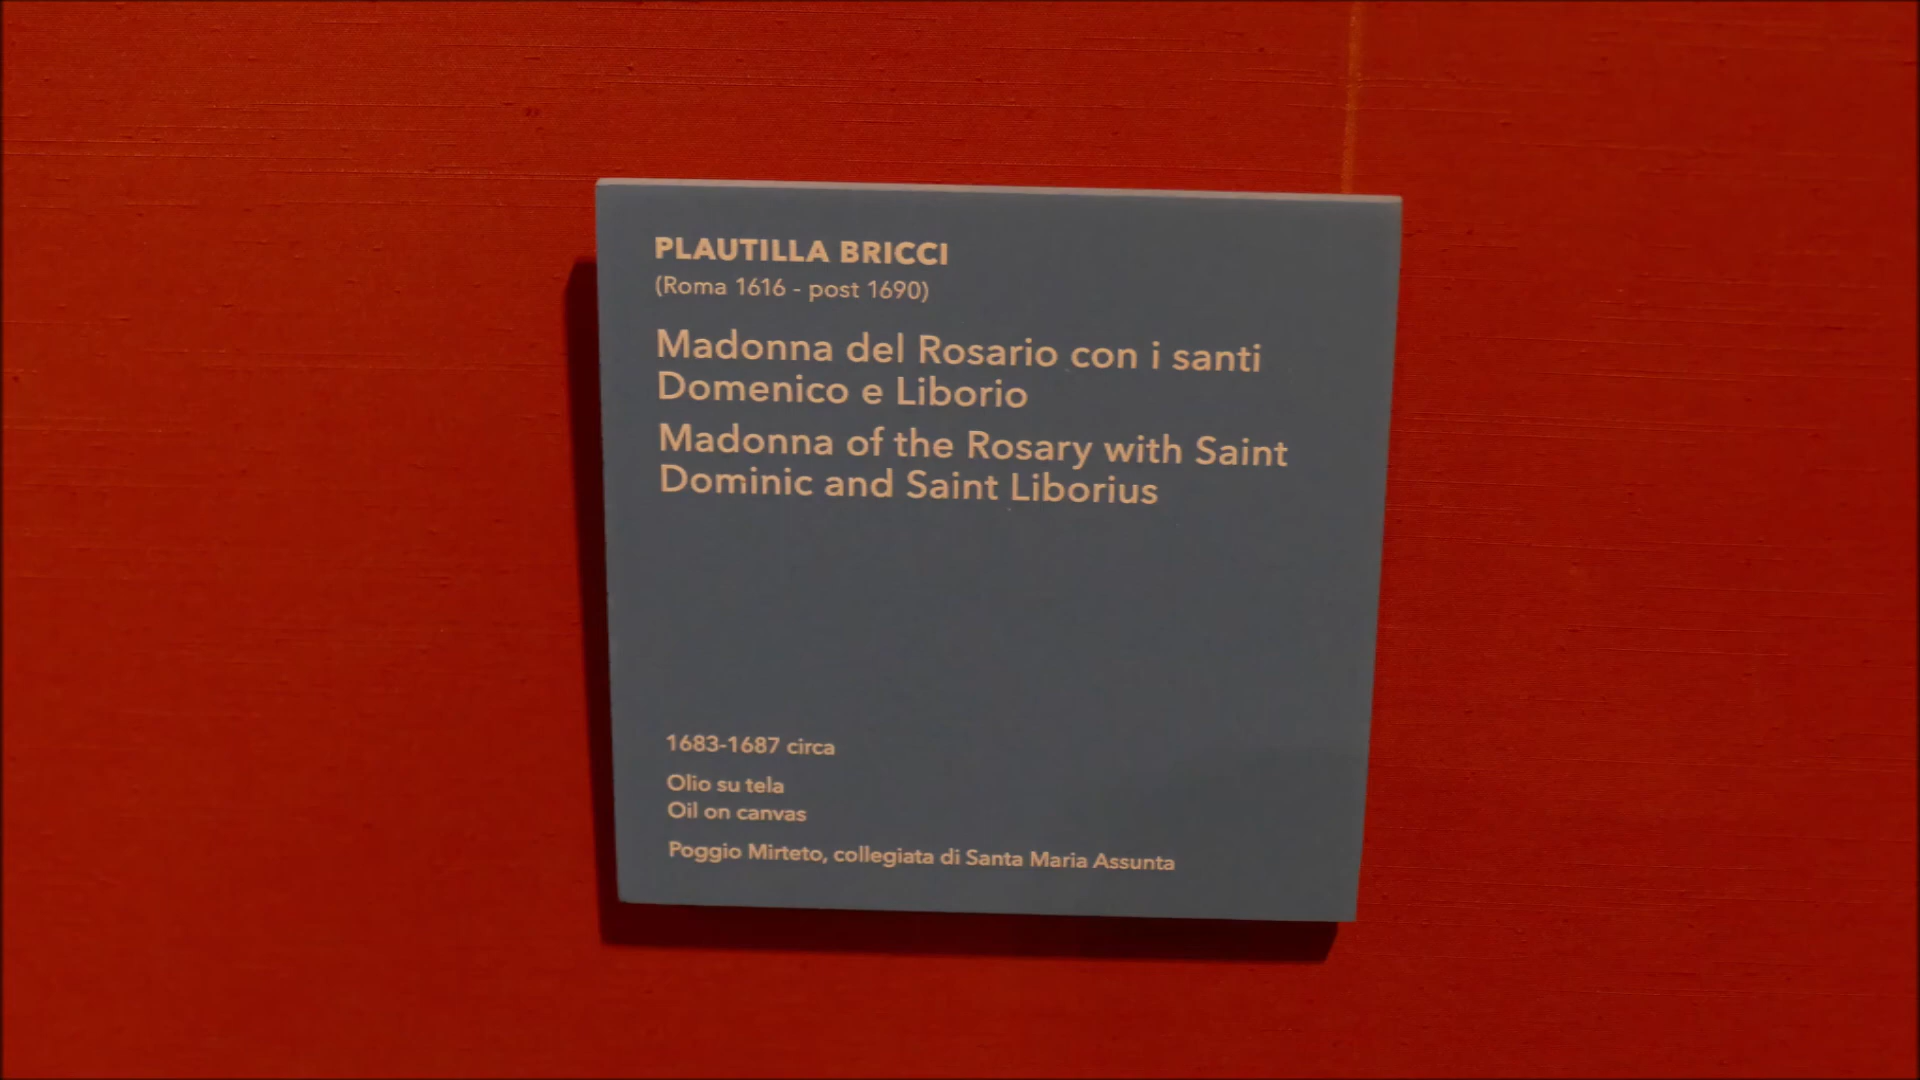 PLAUTILLA BRICCI
(Roma 1616 - post 1690)
Madonna del Rosario con i santi
Domenico e Liborio
Madonna of the Rosary with Saint
Dominic and Saint Liborius
1683-1687 circa
Olio su tela
Oil on canvas
Poggio Mirteto, collegiata di Santa Maria Assunta